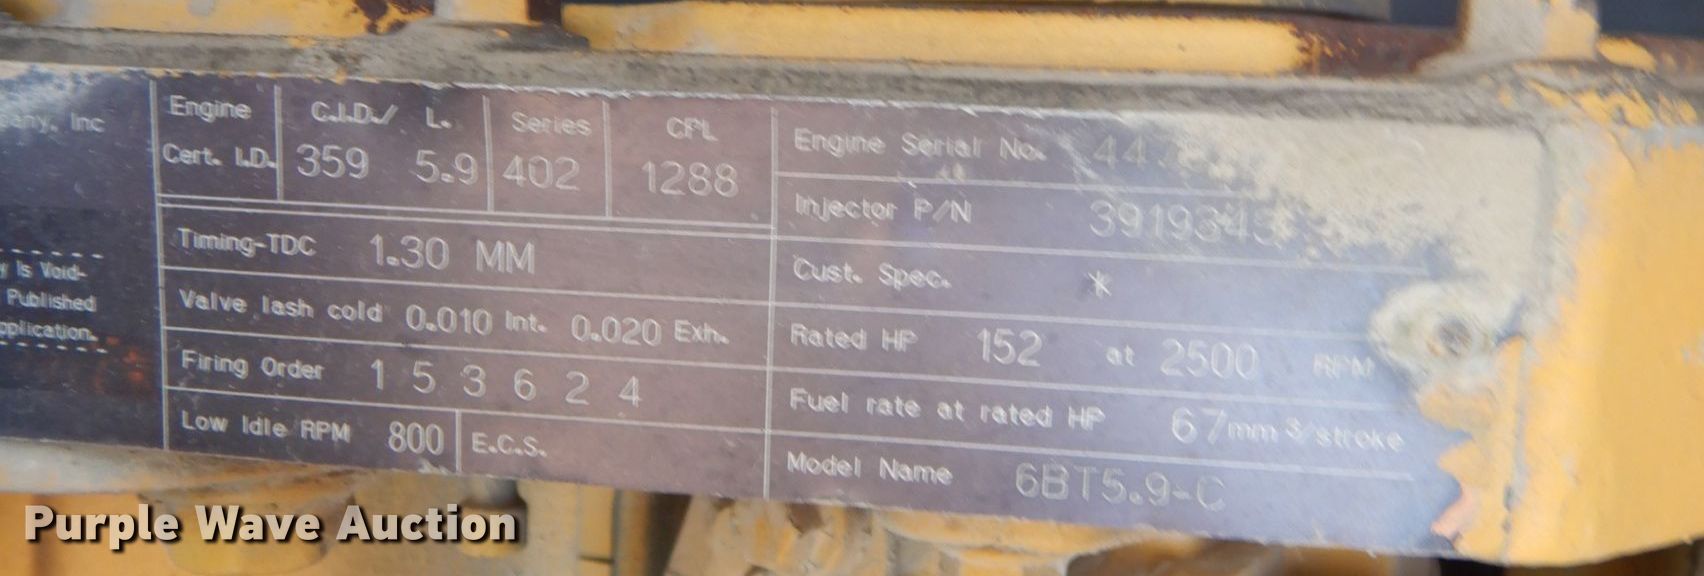 pany, Inc
y Is Void-
Published
pplication.
Engine
Cert. I.D.
C.I.D./ L.
359 5.9
Series
402
CPL
1288
Timing-TDC 1.30 MM
Valve lash cold 0.010 Int. 0.020 Exh.
Firing Order 1 5 3 6 2 4
Low Idle RPM 800 E.C.S.
Engine Serial No.
Injector P/N
Cust. Spec. *
Rated HP 152 at 2500 RPM
Fuel rate at rated HP 67mm3/stroke
Model Name 6BT5.9-C
Purple Wave Auction